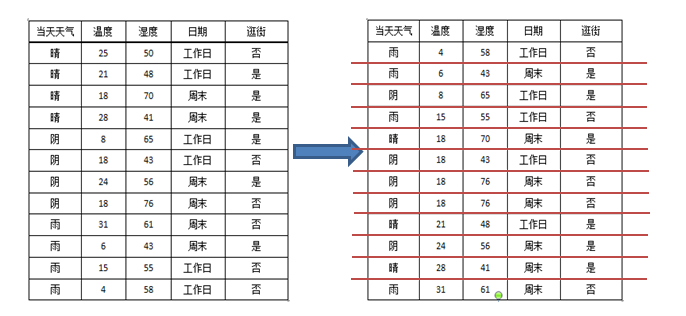 当天天气 温度 湿度 日期 逛街
晴 25 50 工作日 否
晴 21 48 工作日 是
晴 18 70 周末 是
晴 28 41 周末 是
阴 8 65 工作日 是
阴 18 43 工作日 否
阴 24 56 周末 是
阴 18 76 周末 否
雨 31 61 周末 否
雨 6 43 周末 是
雨 15 55 工作日 否
雨 4 58 工作日 否
当天天气 温度 湿度 日期 逛街
雨 4 58 工作日 否
雨 6 43 周末 是
阴 8 65 工作日 是
雨 15 55 工作日 否
晴 18 70 周末 是
阴 18 43 工作日 否
阴 18 76 周末 否
阴 18 76 周末 否
晴 21 48 工作日 是
阴 24 56 周末 是
晴 28 41 周末 是
雨 31 61 周末 否